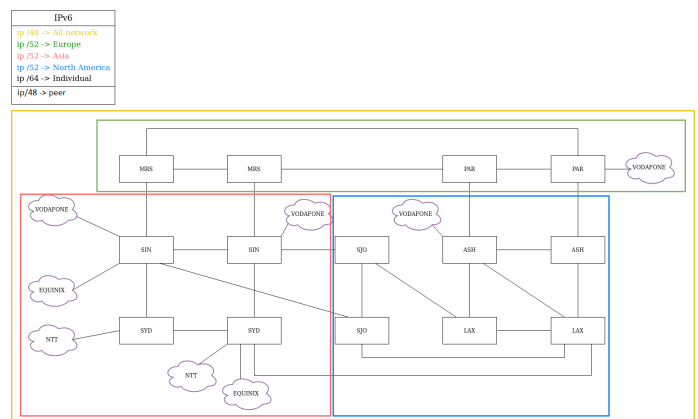 IPv6
ip /48 -> All network
ip /52 -> Europe
ip /52 -> Asia
ip /52 -> North America
ip /64 -> Individual
ip/48 -> peer
MRS
MRS
PAR
PAR
VODAFONE
VODAFONE
VODAFONE
VODAFONE
SIN
SIN
SJO
ASH
ASH
EQUINIX
SYD
SYD
SJO
LAX
LAX
NTT
NTT
EQUINIX